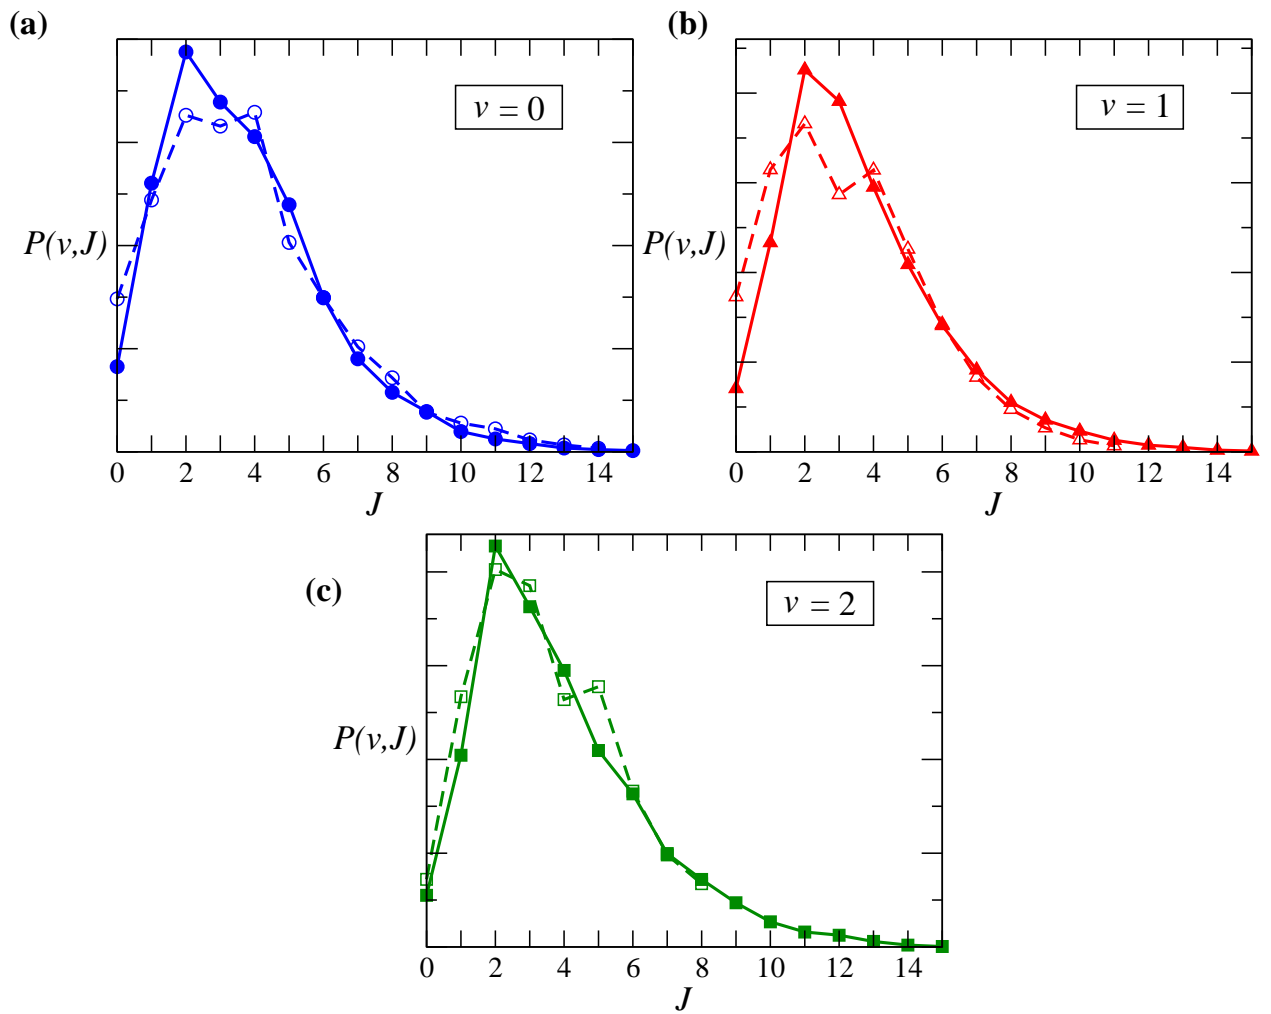 (a)
v = 0
P(v,J)
0 2 4 6 8 10 12 14
J
(b)
v = 1
P(v,J)
0 2 4 6 8 10 12 14
J
(c)
v = 2
P(v,J)
0 2 4 6 8 10 12 14
J